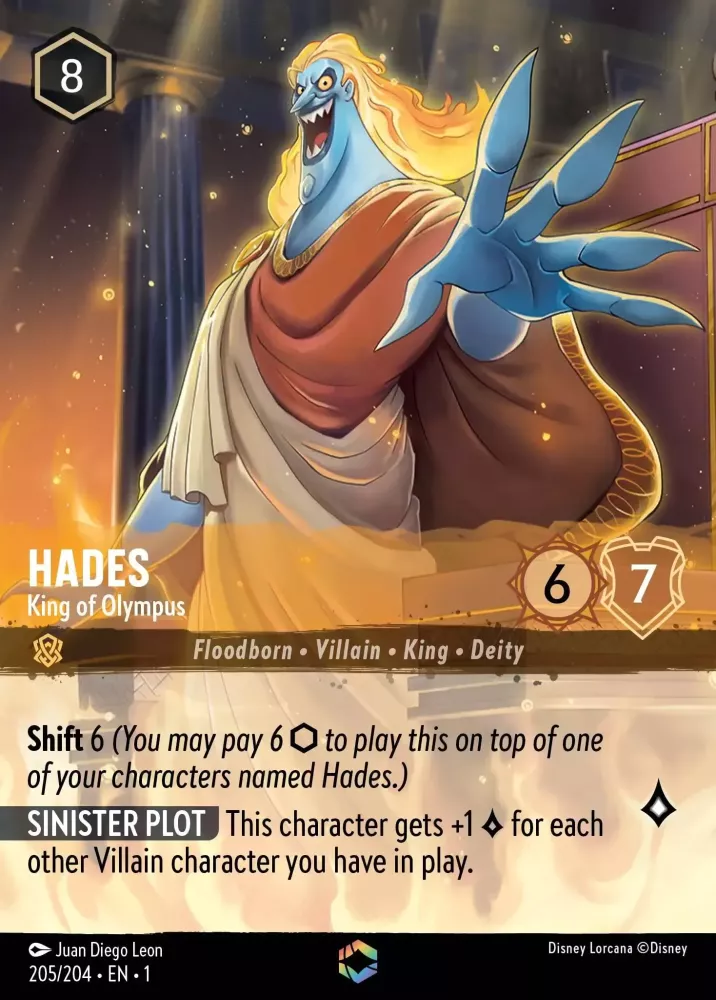 8
HADES
King of Olympus
6
7
Floodborn • Villain • King • Deity
Shift 6 (You may pay 6 ⬡ to play this on top of one
of your characters named Hades.)
SINISTER PLOT This character gets +1 ⬧ for each
other Villain character you have in play.
Juan Diego Leon
Disney Lorcana ©Disney
205/204 • EN • 1